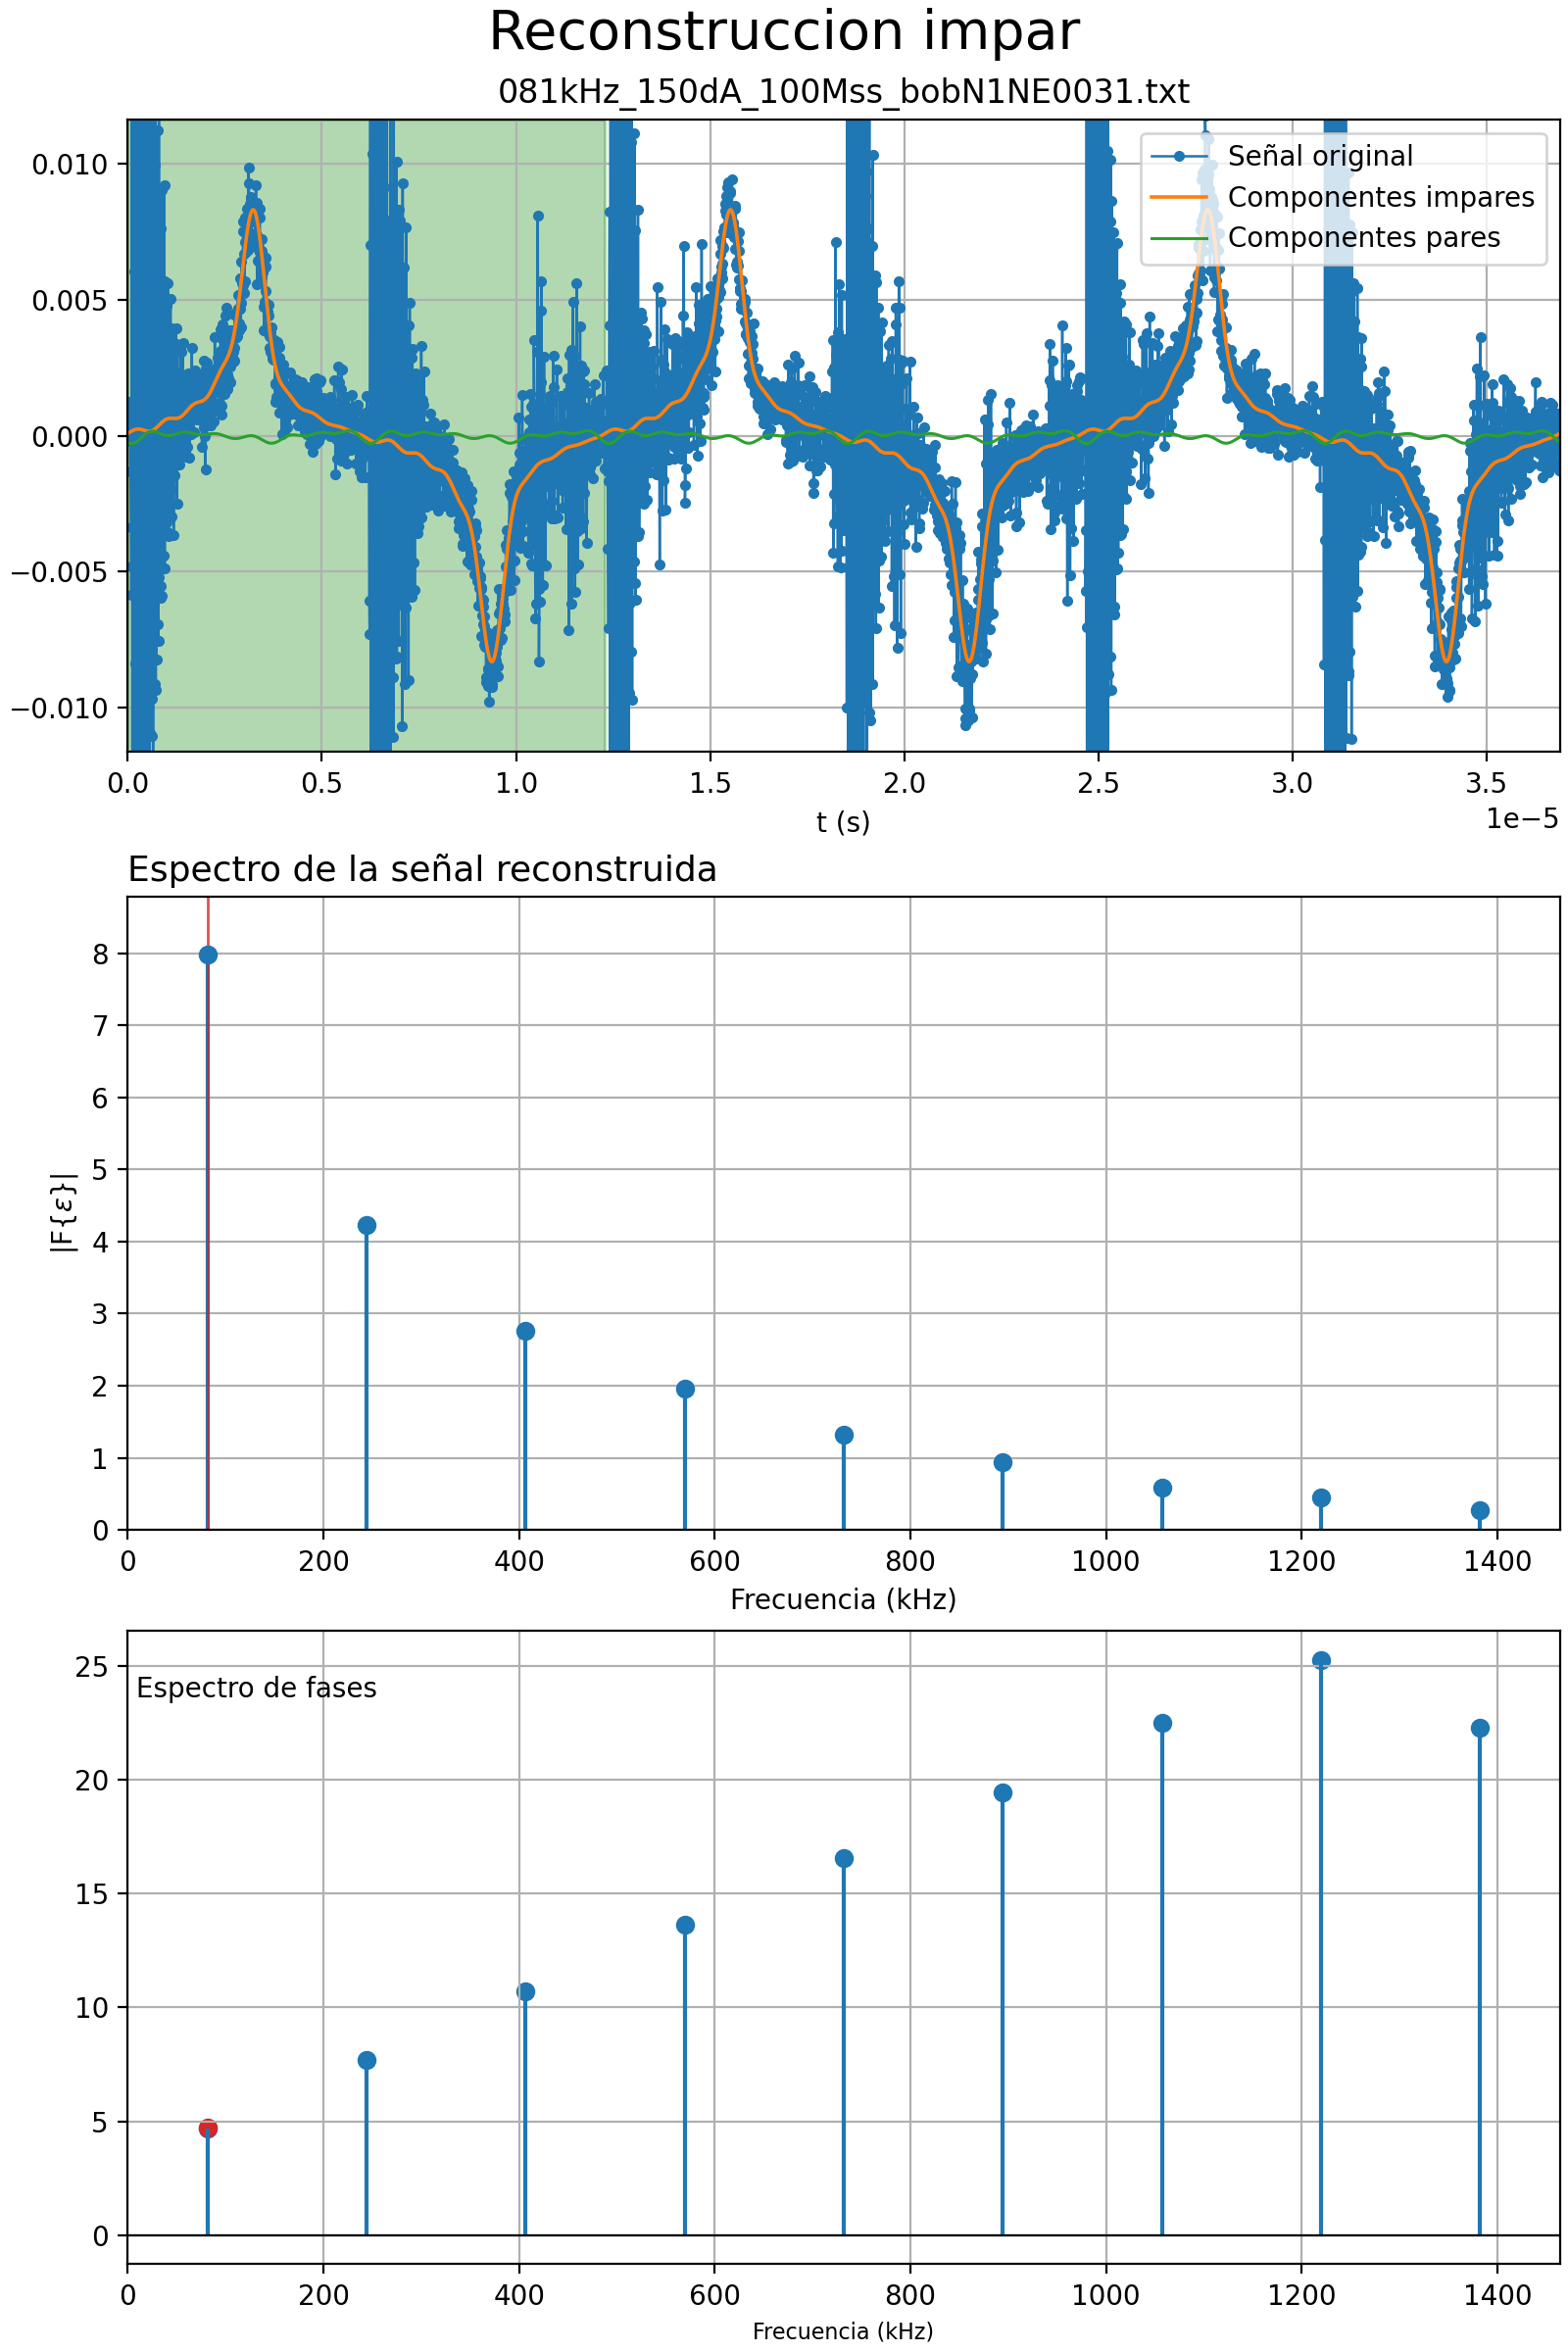 Reconstruccion impar
081kHz_150dA_100Mss_bobN1NE0031.txt
Señal original
Componentes impares
Componentes pares
0.010
0.005
0.000
−0.005
−0.010
0.0 0.5 1.0 1.5 2.0 2.5 3.0 3.5
1e−5
t (s)
Espectro de la señal reconstruida
8
7
6
5
4
3
2
1
0
|F{ε}|
0 200 400 600 800 1000 1200 1400
Frecuencia (kHz)
Espectro de fases
25
20
15
10
5
0
0 200 400 600 800 1000 1200 1400
Frecuencia (kHz)